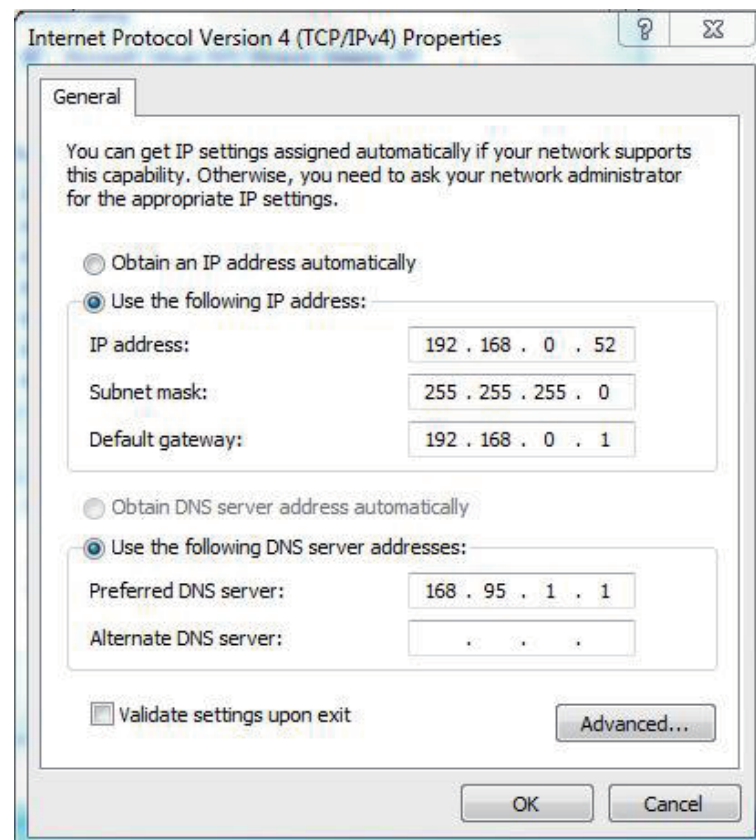 Internet Protocol Version 4 (TCP/IPv4) Properties
General
You can get IP settings assigned automatically if your network supports
this capability. Otherwise, you need to ask your network administrator
for the appropriate IP settings.
Obtain an IP address automatically
Use the following IP address:
IP address: 192 . 168 . 0 . 52
Subnet mask: 255 . 255 . 255 . 0
Default gateway: 192 . 168 . 0 . 1
Obtain DNS server address automatically
Use the following DNS server addresses:
Preferred DNS server: 168 . 95 . 1 . 1
Alternate DNS server: . . .
Validate settings upon exit
Advanced...
OK Cancel